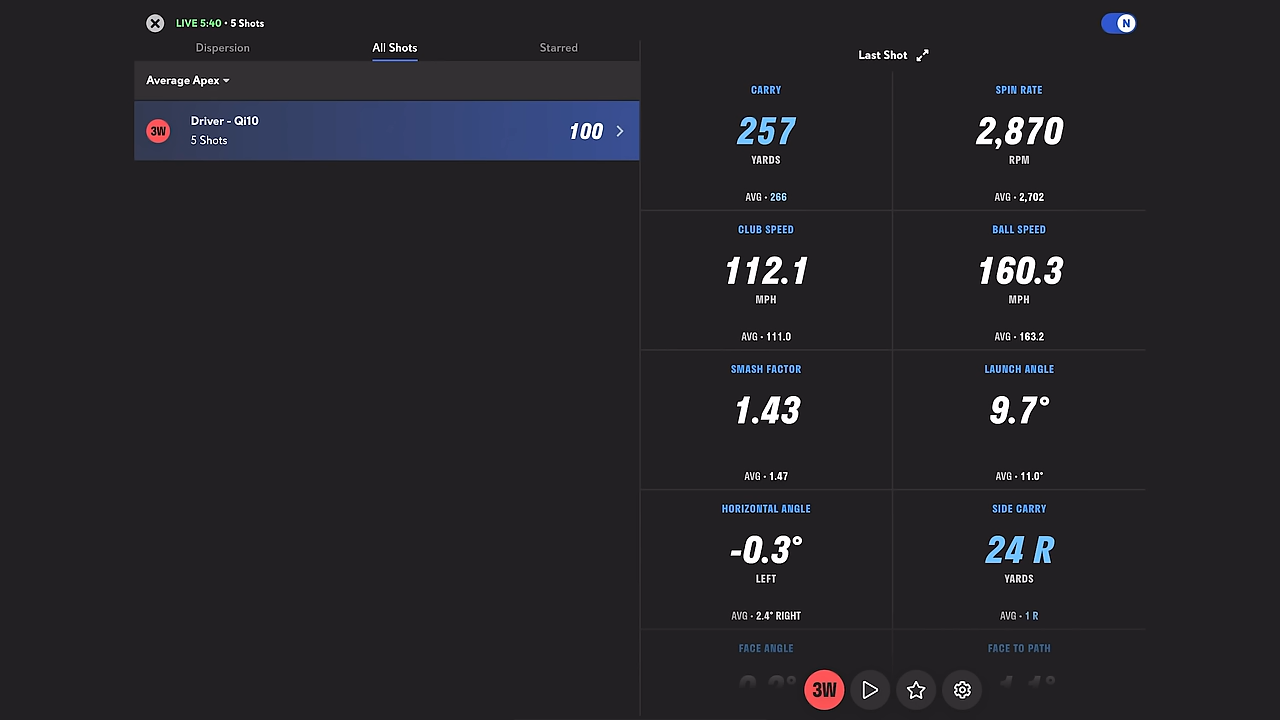 LIVE 5:40 • 5 Shots
N
Dispersion
All Shots
Starred
Average Apex
3W
Driver - Qi10
5 Shots
100
Last Shot
CARRY
257
YARDS
AVG • 266
SPIN RATE
2,870
RPM
AVG • 2,702
CLUB SPEED
112.1
MPH
AVG • 111.0
BALL SPEED
160.3
MPH
AVG • 163.2
SMASH FACTOR
1.43
AVG • 1.47
LAUNCH ANGLE
9.7°
AVG • 11.0°
HORIZONTAL ANGLE
-0.3°
LEFT
AVG • 2.4° RIGHT
SIDE CARRY
24 R
YARDS
AVG • 1 R
FACE ANGLE
FACE TO PATH
3W